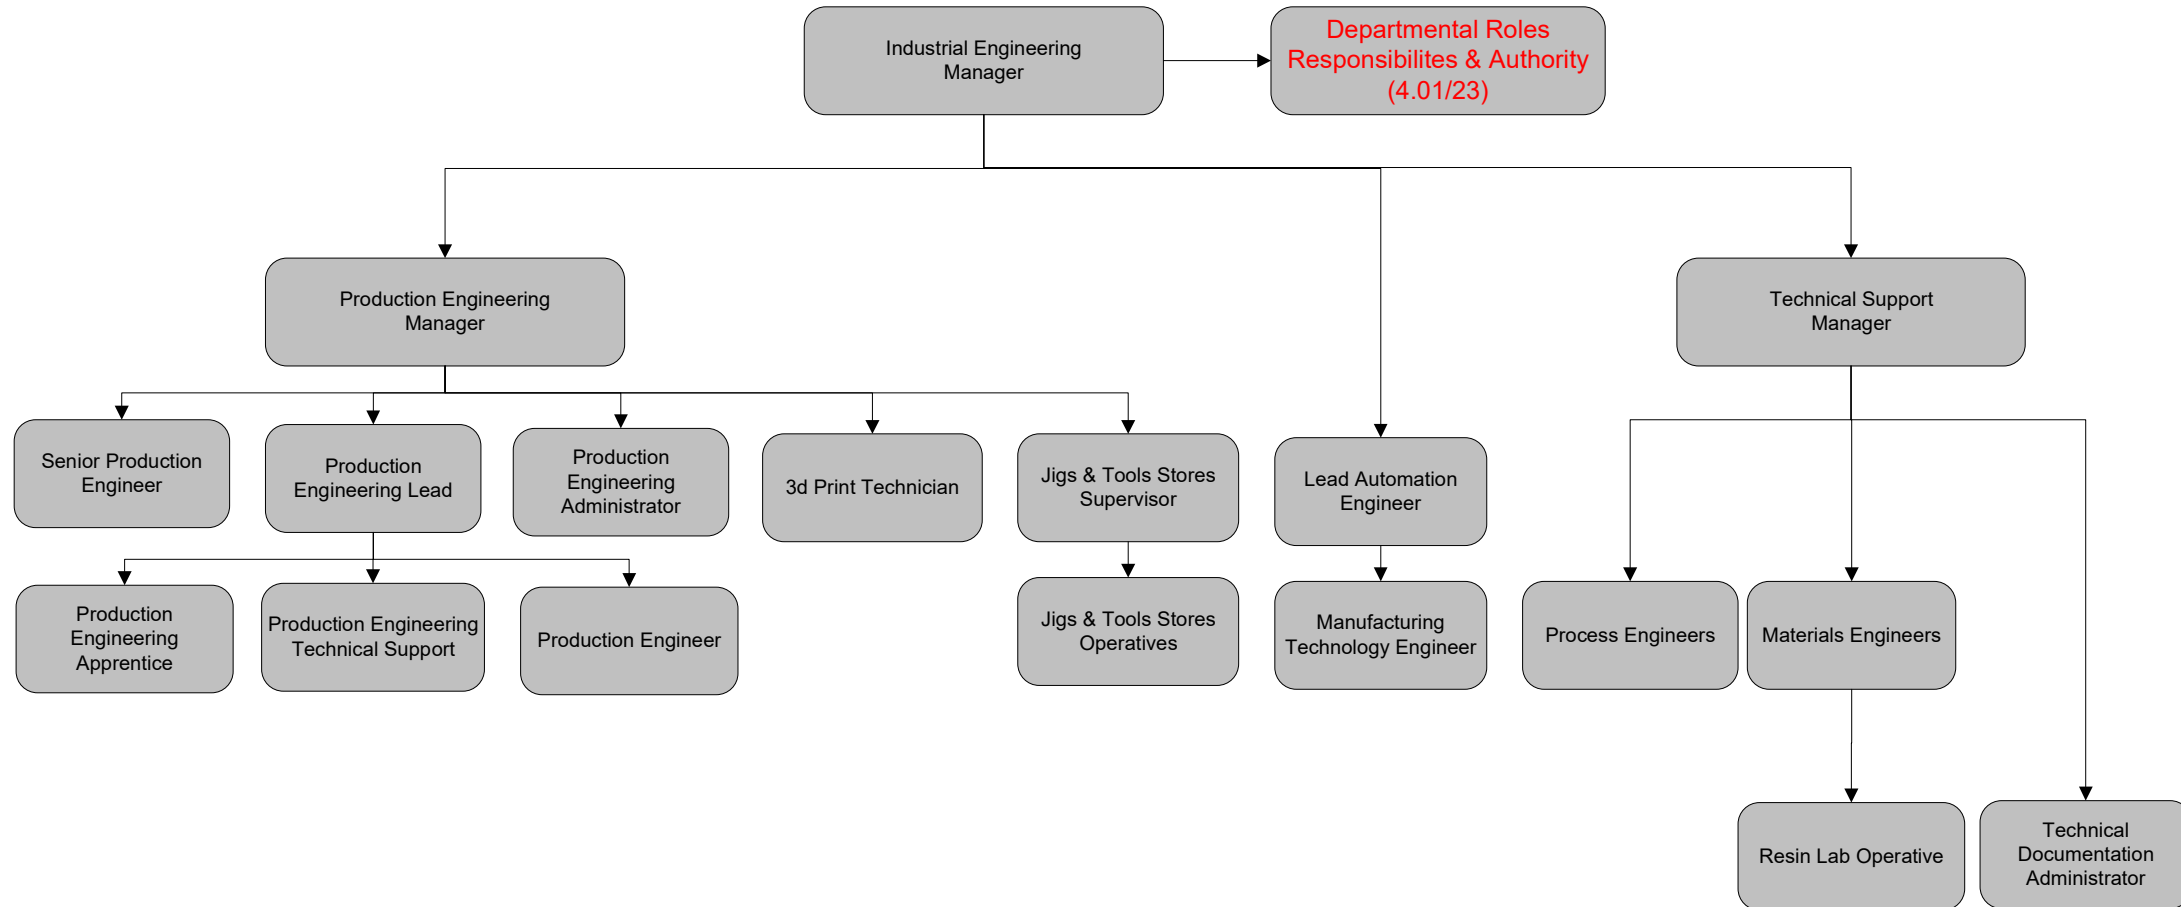 Industrial Engineering
Manager
Departmental Roles
Responsibilites & Authority
(4.01/23)
Production Engineering
Manager
Technical Support
Manager
Senior Production
Engineer
Production
Engineering Lead
Production
Engineering
Administrator
3d Print Technician
Jigs & Tools Stores
Supervisor
Lead Automation
Engineer
Production
Engineering
Apprentice
Production Engineering
Technical Support
Production Engineer
Jigs & Tools Stores
Operatives
Manufacturing
Technology Engineer
Process Engineers
Materials Engineers
Resin Lab Operative
Technical
Documentation
Administrator